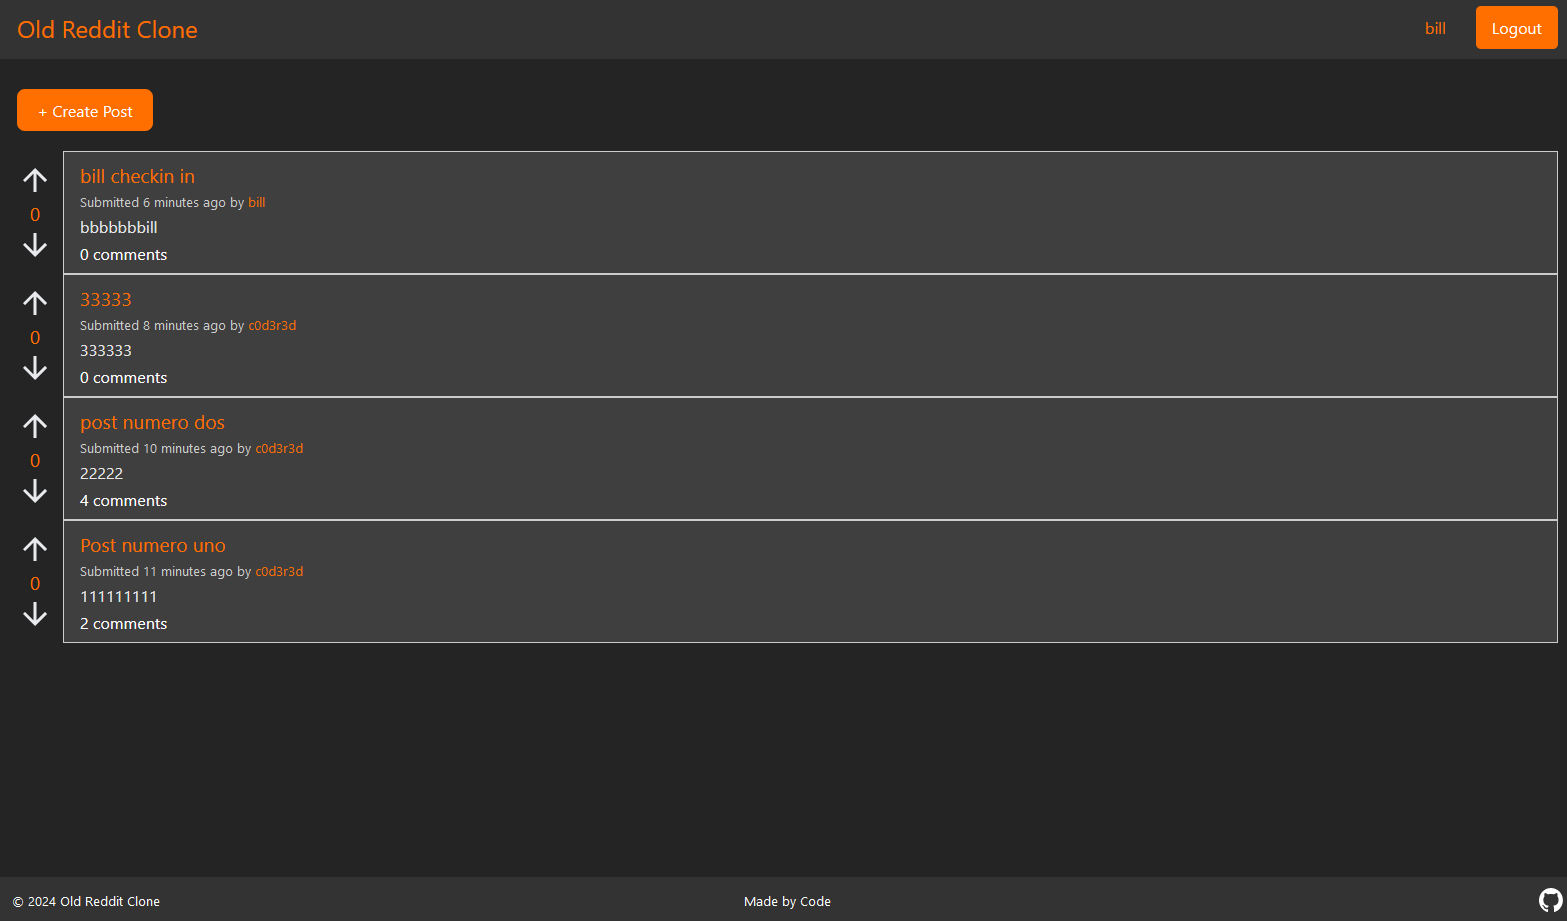 Old Reddit Clone
bill
Logout
+ Create Post
0
bill checkin in
Submitted 6 minutes ago by bill
bbbbbbbill
0 comments
0
33333
Submitted 8 minutes ago by c0d3r3d
333333
0 comments
0
post numero dos
Submitted 10 minutes ago by c0d3r3d
22222
4 comments
0
Post numero uno
Submitted 11 minutes ago by c0d3r3d
111111111
2 comments
© 2024 Old Reddit Clone
Made by Code